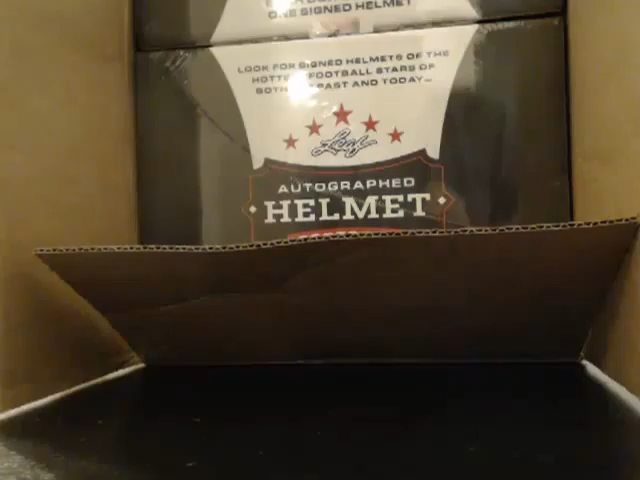 ONE SIGNED HELMET
LOOK FOR SIGNED HELMETS OF THE
FOOTBALL STARS OF
PAST AND TODAY...
Leaf
AUTOGRAPHED
HELMET